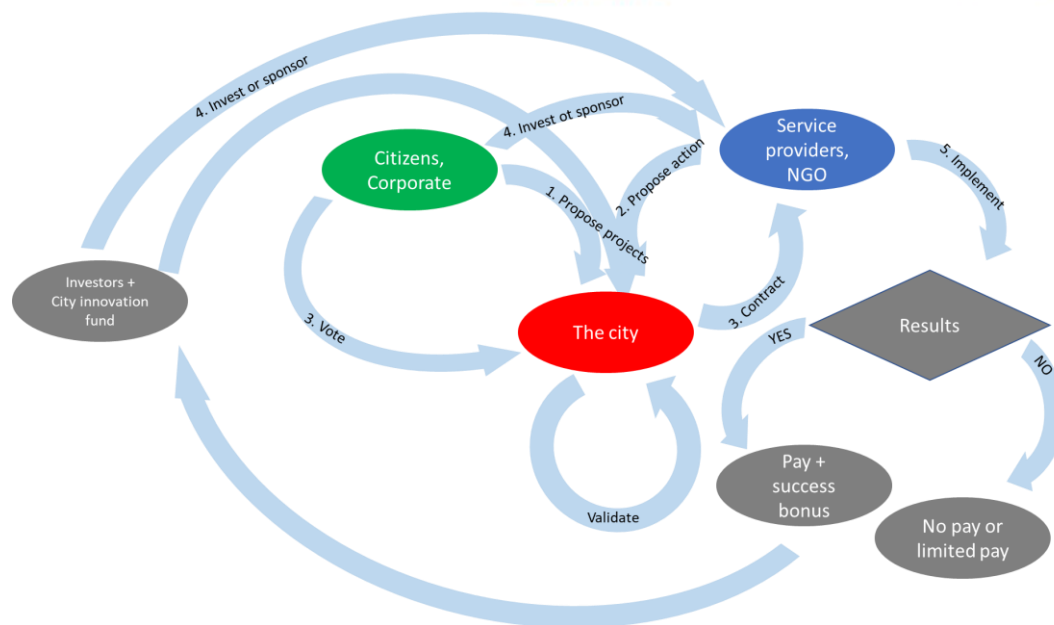 4. Invest or sponsor
4. Invest ot sponsor
Citizens,
Corporate
Service
providers,
NGO
1. Propose projects
2. Propose action
5. Implement
Investors +
City innovation
fund
3. Vote
The city
3. Contract
Results
YES
NO
Validate
Pay +
success
bonus
No pay or
limited pay